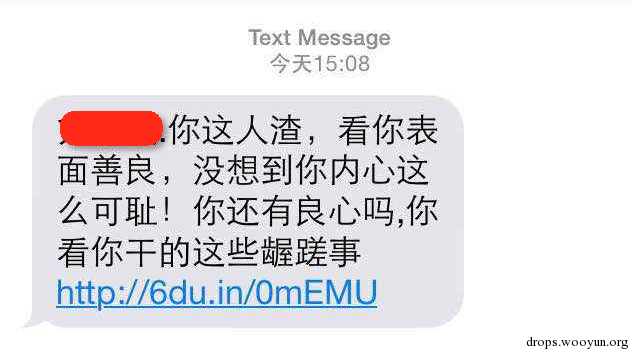 Text Message
今天15:08
.你这人渣，看你表
面善良，没想到你内心这
么可耻！你还有良心吗,你
看你干的这些龌蹉事
http://6du.in/0mEMU
drops.wooyun.org